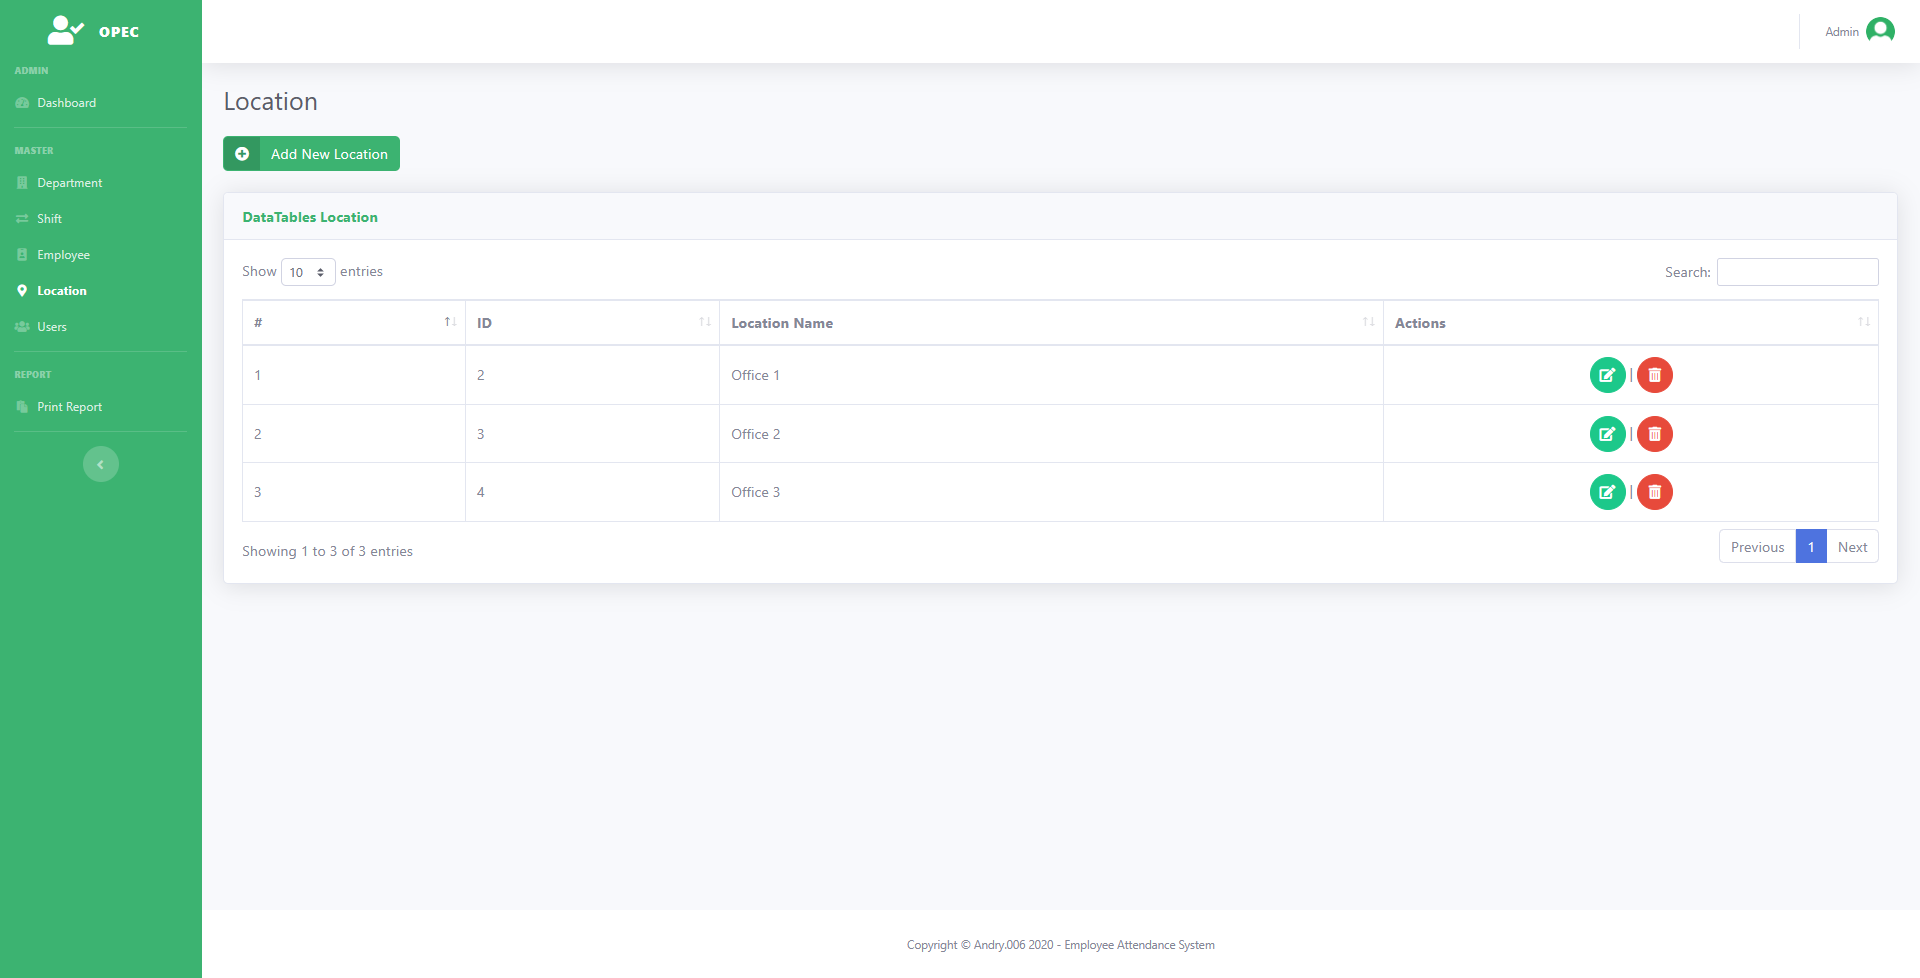 OPEC
Admin
ADMIN
Dashboard
MASTER
Department
Shift
Employee
Location
Users
REPORT
Print Report
Location
Add New Location
DataTables Location
Show 10 entries
Search:
# ID Location Name Actions
1 2 Office 1 |
2 3 Office 2 |
3 4 Office 3 |
Showing 1 to 3 of 3 entries
Previous 1 Next
Copyright © Andry.006 2020 - Employee Attendance System